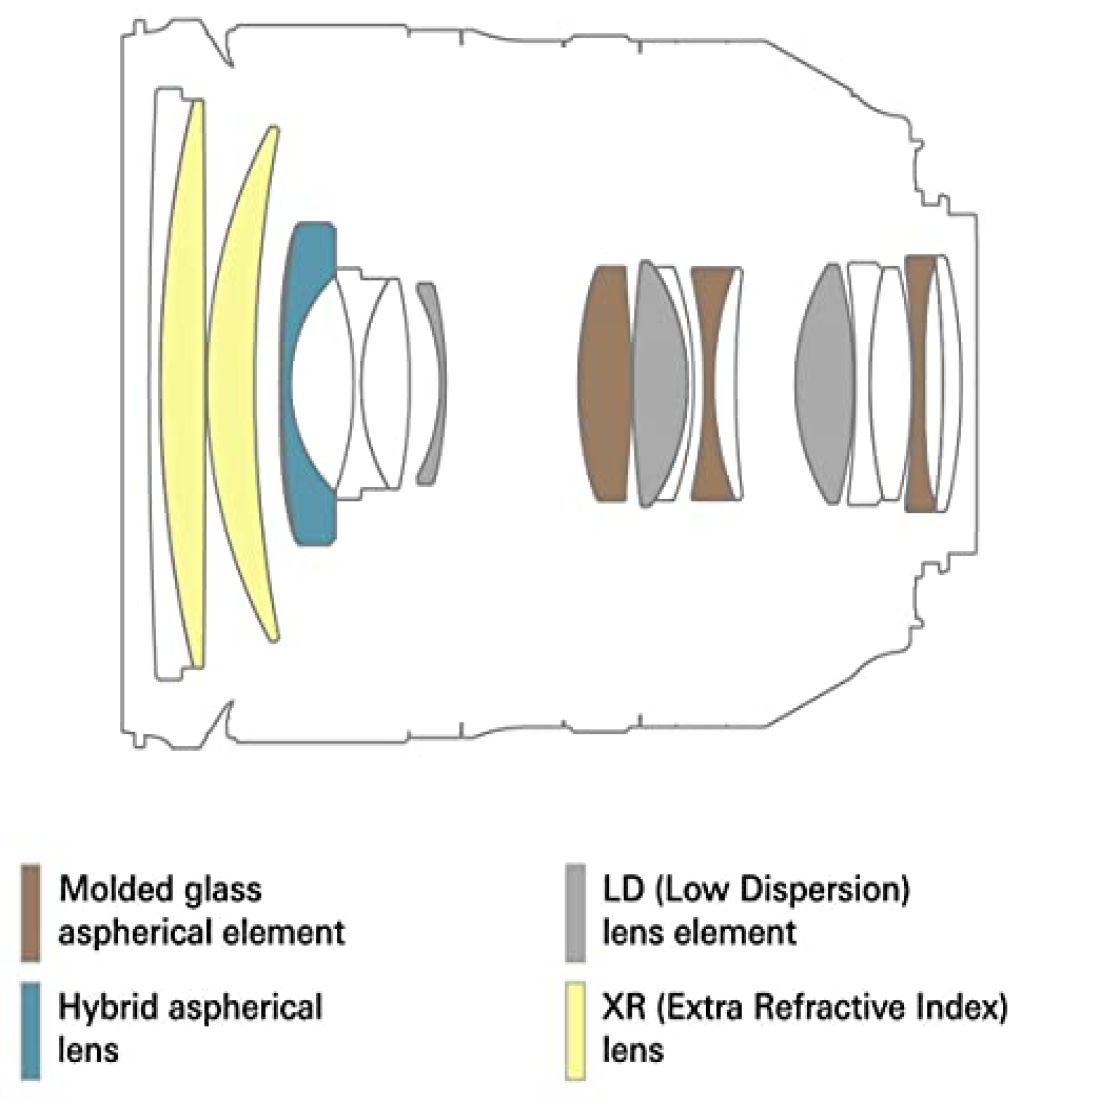 Molded glass
aspherical element
Hybrid aspherical
lens
LD (Low Dispersion)
lens element
XR (Extra Refractive Index)
lens